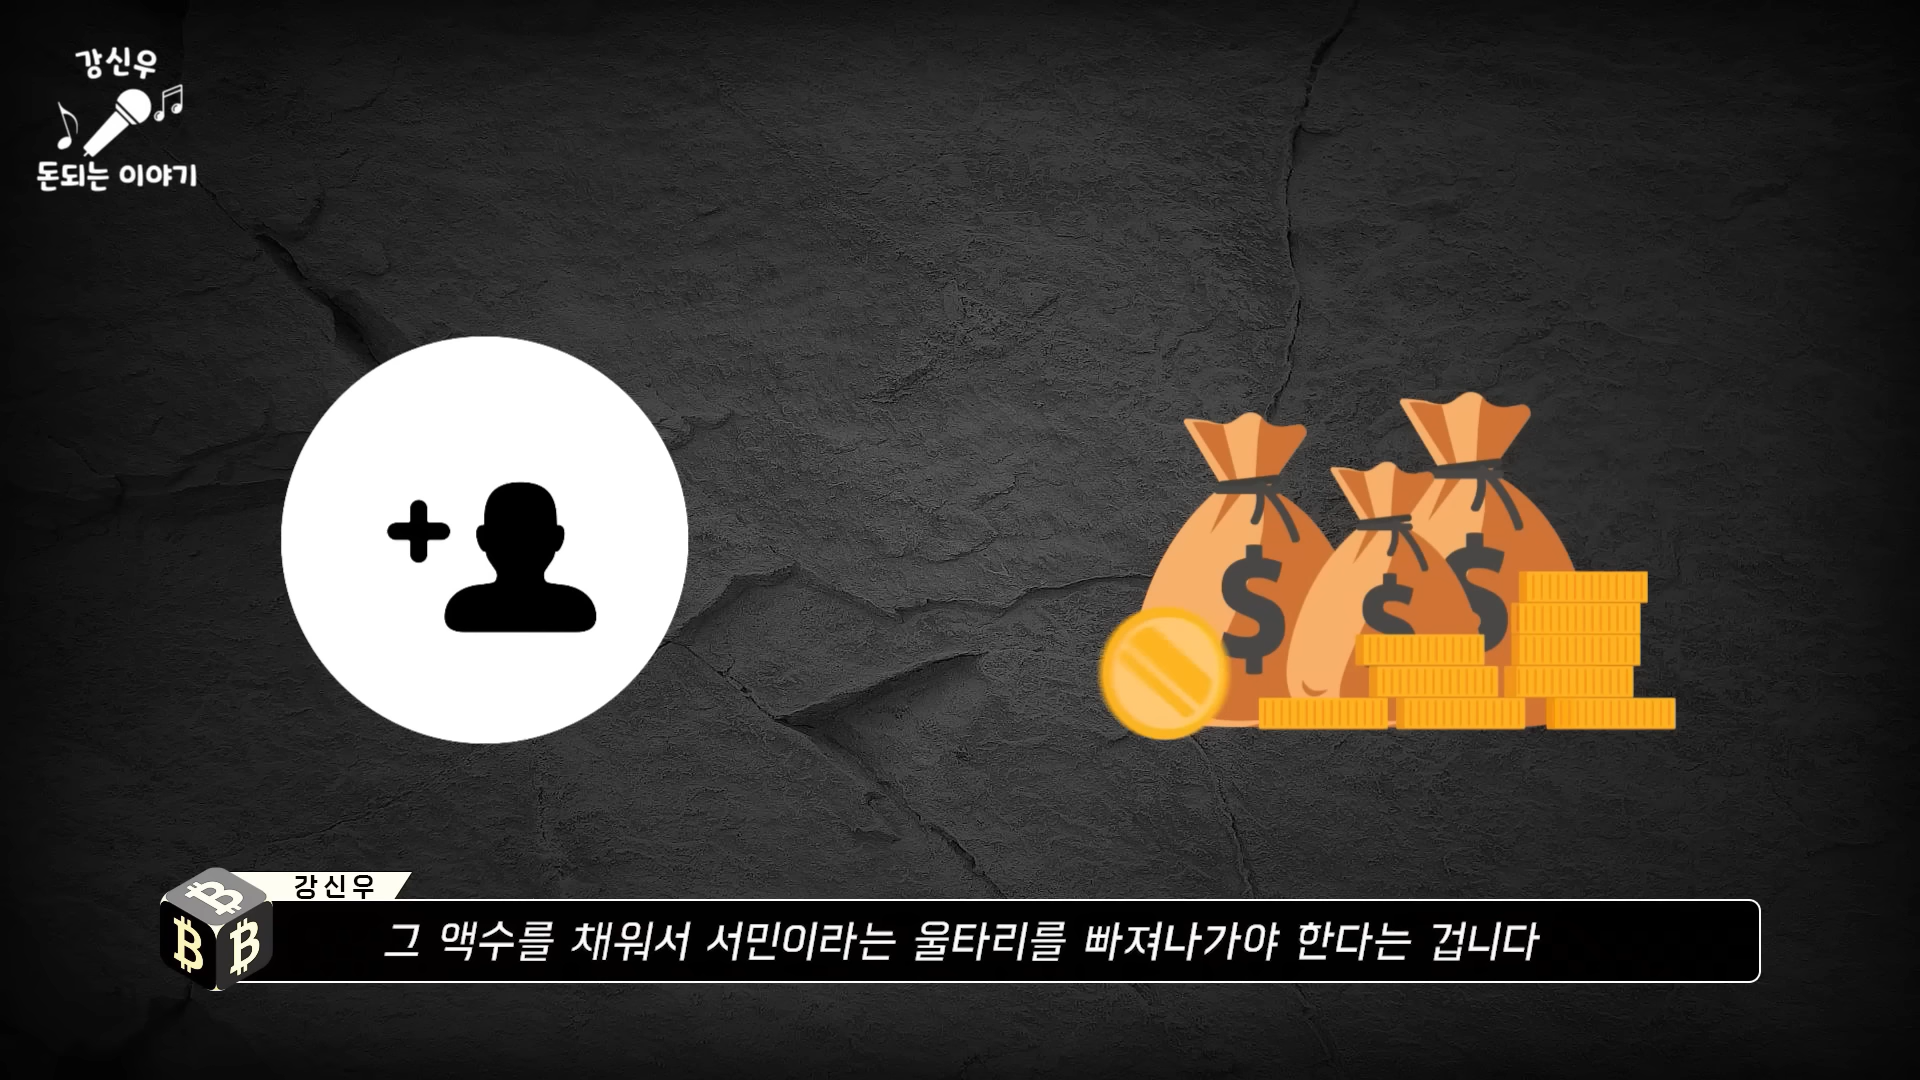 강신우
돈되는 이야기
$
$
$
강신우
그 액수를 채워서 서민이라는 울타리를 빠져나가야 한다는 겁니다